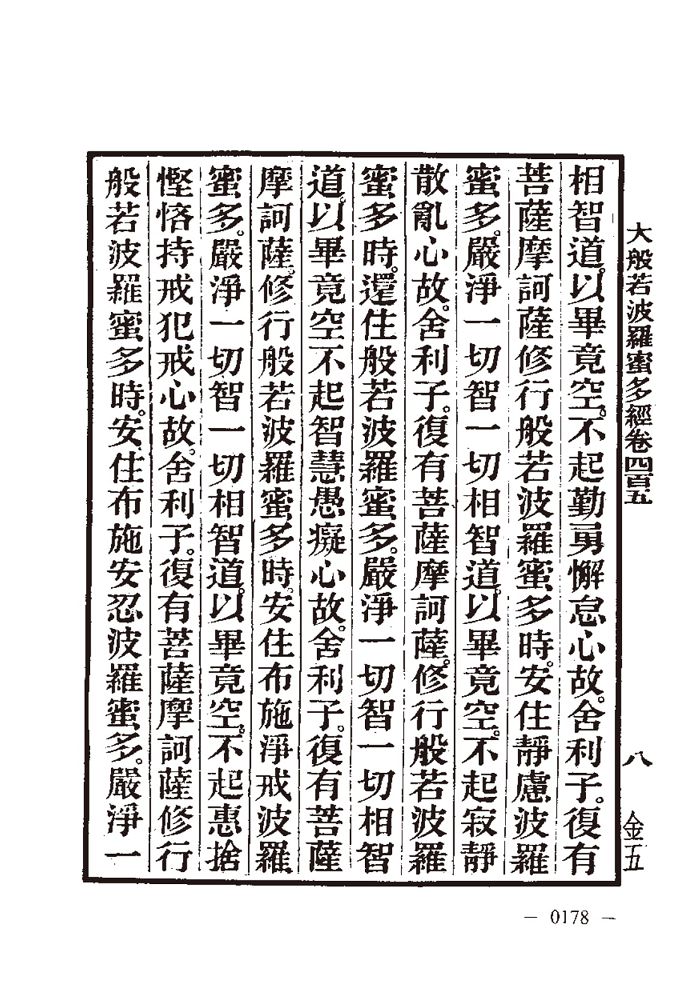 大般若波羅蜜多經卷四百五
八
金五
相智道。以畢竟空。不起勤勇懈怠心故。舍利子。復有
菩薩摩訶薩修行般若波羅蜜多時。安住靜慮波羅
蜜多。嚴淨一切智一切相智道。以畢竟空。不起寂靜
散亂心故。舍利子。復有菩薩摩訶薩。修行般若波羅
蜜多時。還住般若波羅蜜多。嚴淨一切智一切相智
道。以畢竟空不起智慧愚癡心故。舍利子。復有菩薩
摩訶薩。修行般若波羅蜜多時。安住布施淨戒波羅
蜜多。嚴淨一切智一切相智道。以畢竟空。不起惠捨
慳悋持戒犯戒心故。舍利子。復有菩薩摩訶薩修行
般若波羅蜜多時。安住布施安忍波羅蜜多。嚴淨一
— 0178 —